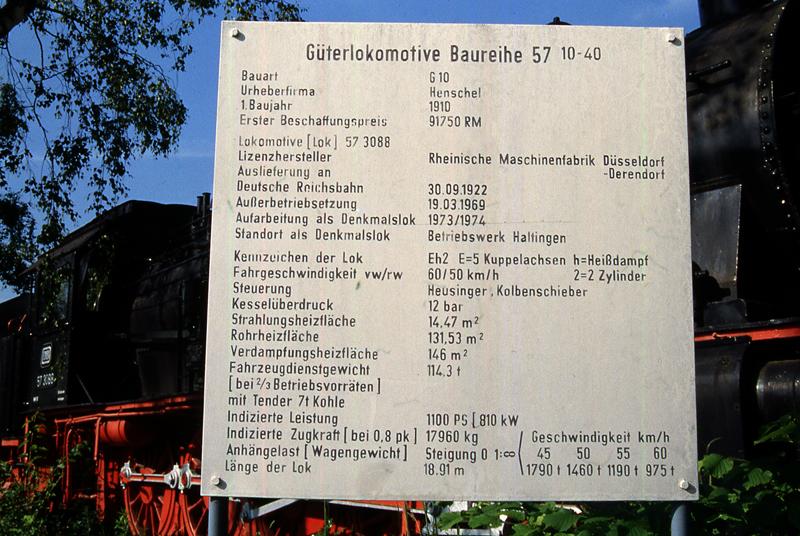 Güterlokomotive Baureihe 57 10-40
Bauart G 10
Urheberfirma Henschel
1.Baujahr 1910
Erster Beschaffungspreis 91750 RM
Lokomotive [Lok] 57 3088
Lizenzhersteller Rheinische Maschinenfabrik Düsseldorf
-Derendorf
Auslieferung an
Deutsche Reichsbahn 30.09.1922
Außerbetriebsetzung 19.03.1969
Aufarbeitung als Denkmalslok 1973/1974
Standort als Denkmalslok Betriebswerk Haltingen
Kennzeichen der Lok Eh2 E=5 Kuppelachsen h=Heißdampf
Fahrgeschwindigkeit vw/rw 60/50 km/h 2=2 Zylinder
Steuerung Heusinger, Kolbenschieber
Kesselüberdruck 12 bar
Strahlungsheizfläche 14,47 m²
Rohrheizfläche 131,53 m²
Verdampfungsheizfläche 146 m²
Fahrzeugdienstgewicht 114,3 t
[bei 2/3 Betriebsvorräten]
mit Tender 7t Kohle
Indizierte Leistung 1100 PS [810 kW
Indizierte Zugkraft [bei 0,8 pk] 17960 kg Geschwindigkeit km/h
Anhängelast [Wagengewicht] Steigung 0 1:∞ 45 50 55 60
Länge der Lok 18.91 m 1790 t 1460 t 1190 t 975 t
57 3088